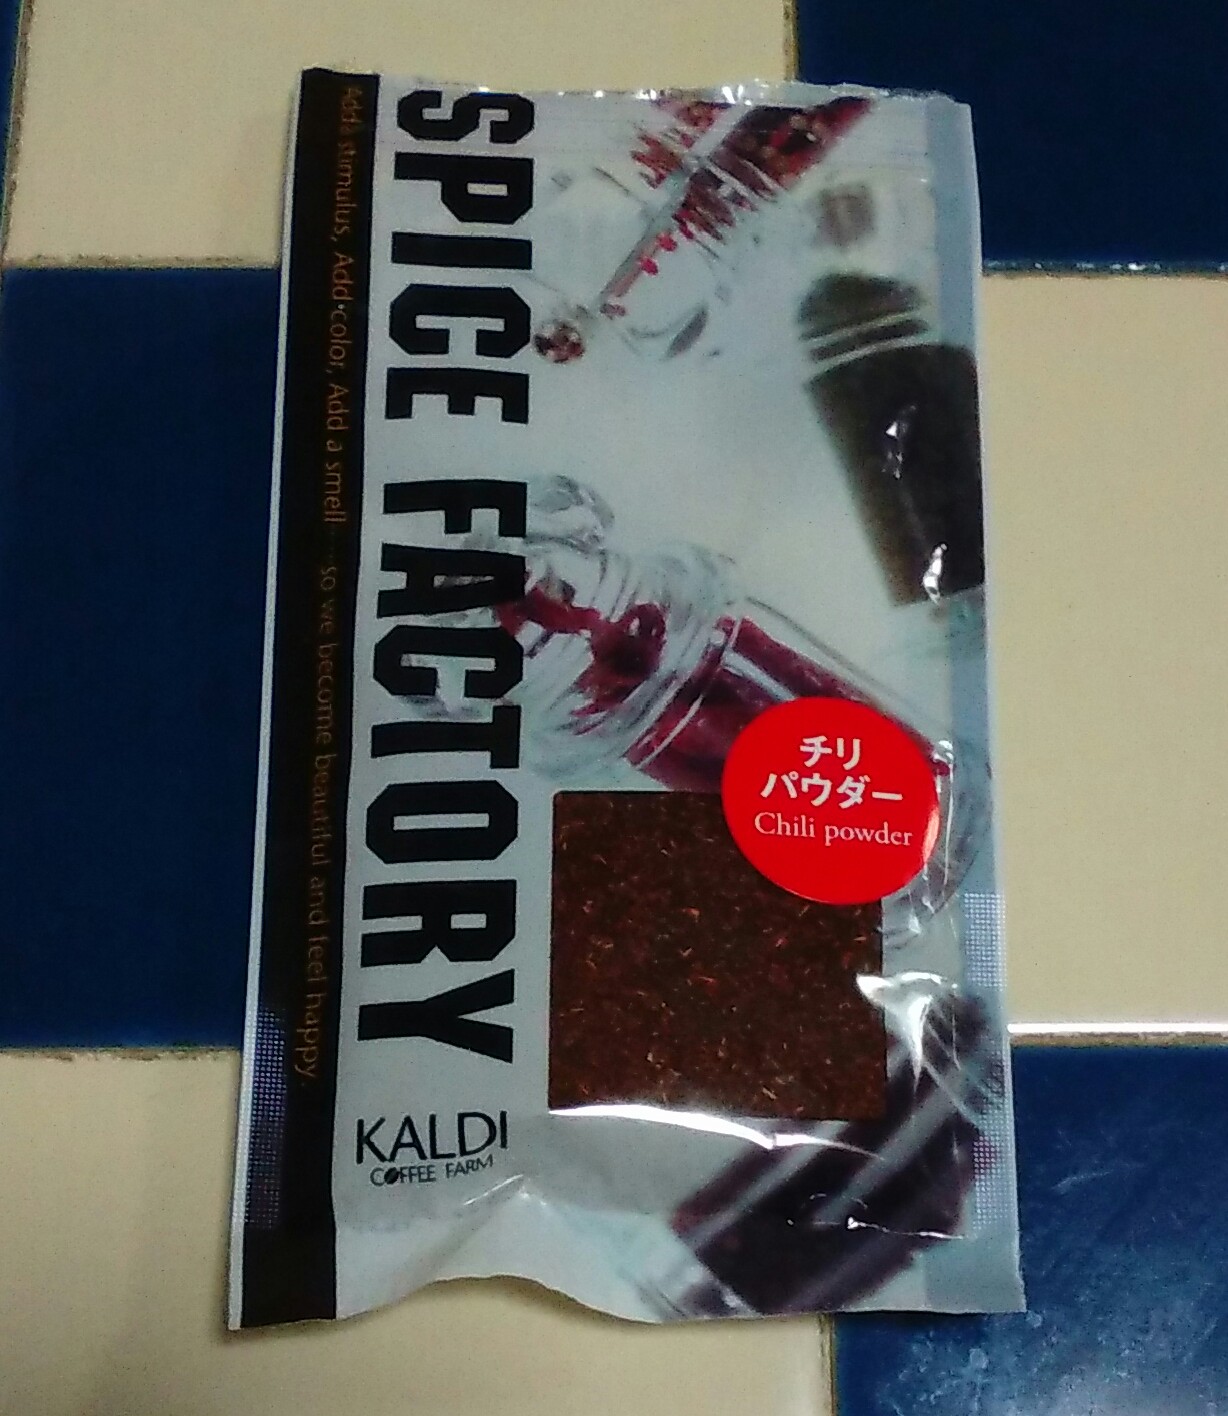 Add a stimulus, Add color, Add a smell ..... so we become beautiful and feel happy.
SPICE FACTORY
チリ
パウダー
Chili powder
KALDI
COFFEE FARM